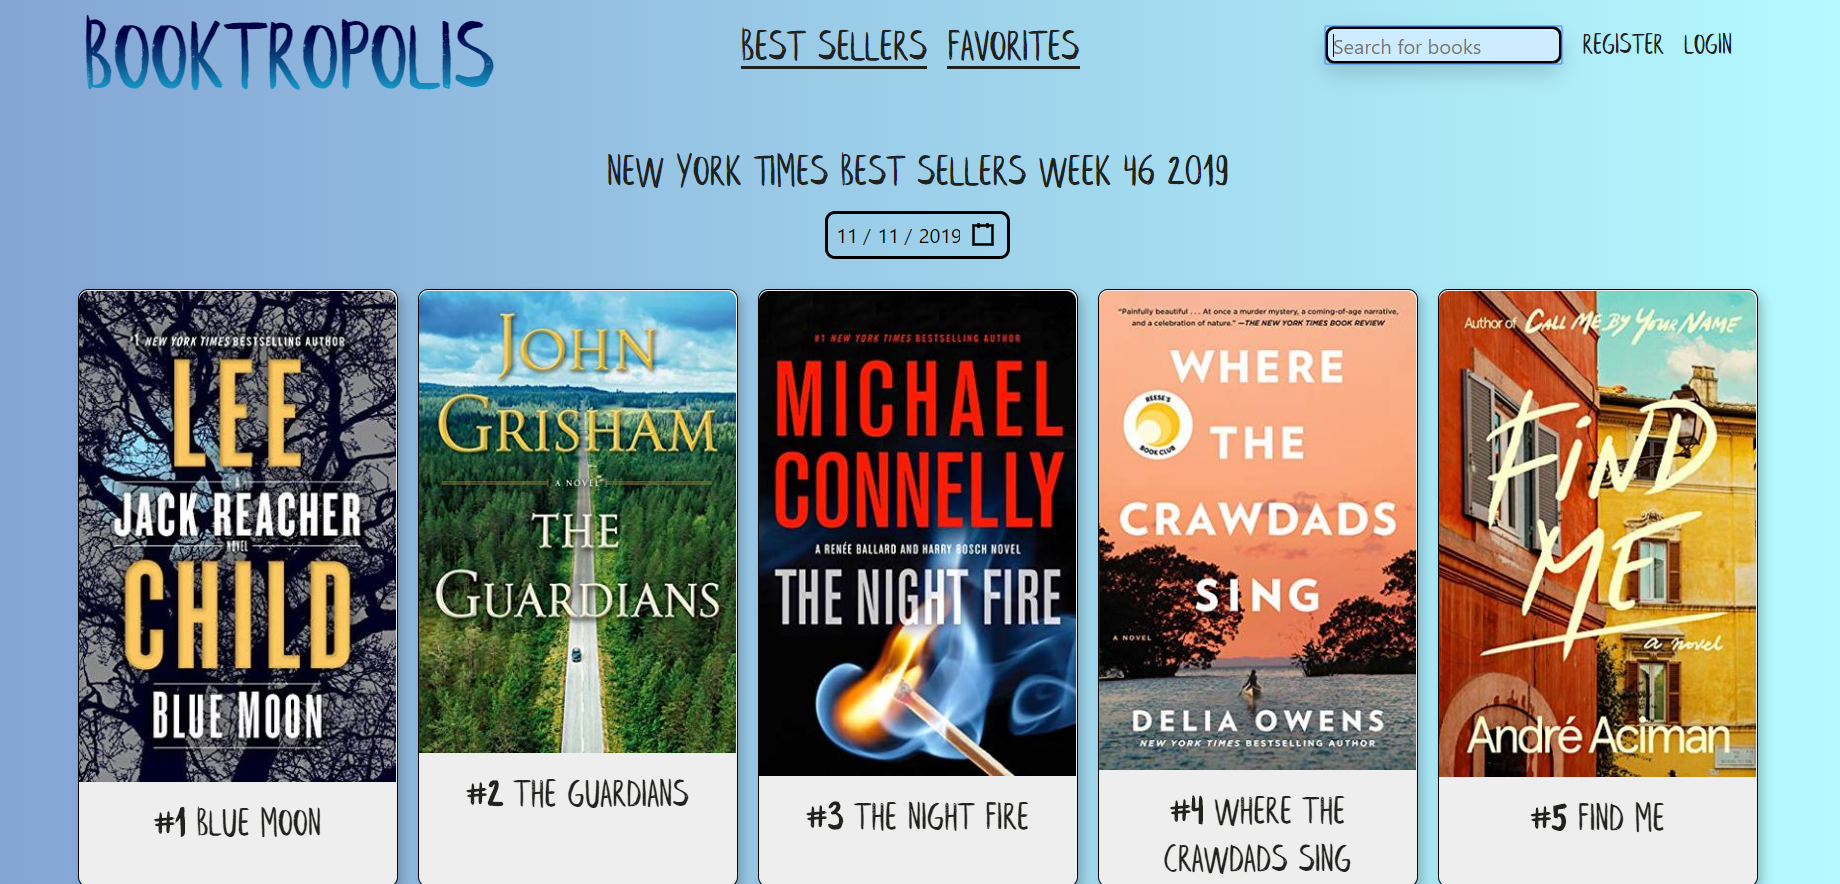 BOOKTROPOLIS
BEST SELLERS FAVORITES
Search for books
REGISTER LOGIN
NEW YORK TIMES BEST SELLERS WEEK 46 2019
11 / 11 / 2019
#1 NEW YORK TIMES BESTSELLING AUTHOR
LEE
A
JACK REACHER
NOVEL
CHILD
BLUE MOON
#1 BLUE MOON
JOHN
GRISHAM
A NOVEL
THE
GUARDIANS
#2 THE GUARDIANS
#1 NEW YORK TIMES BESTSELLING AUTHOR
MICHAEL
CONNELLY
A RENÉE BALLARD AND HARRY BOSCH NOVEL
THE NIGHT FIRE
#3 THE NIGHT FIRE
"Painfully beautiful . . . At once a murder mystery, a coming-of-age narrative,
and a celebration of nature." —THE NEW YORK TIMES BOOK REVIEW
WHERE
REESE'S
BOOK CLUB
THE
CRAWDADS
SING
A NOVEL
DELIA OWENS
NEW YORK TIMES BESTSELLING AUTHOR
#4 WHERE THE
CRAWDADS SING
Author of CALL ME BY YOUR NAME
FiND
ME
a novel
André Aciman
#5 FIND ME